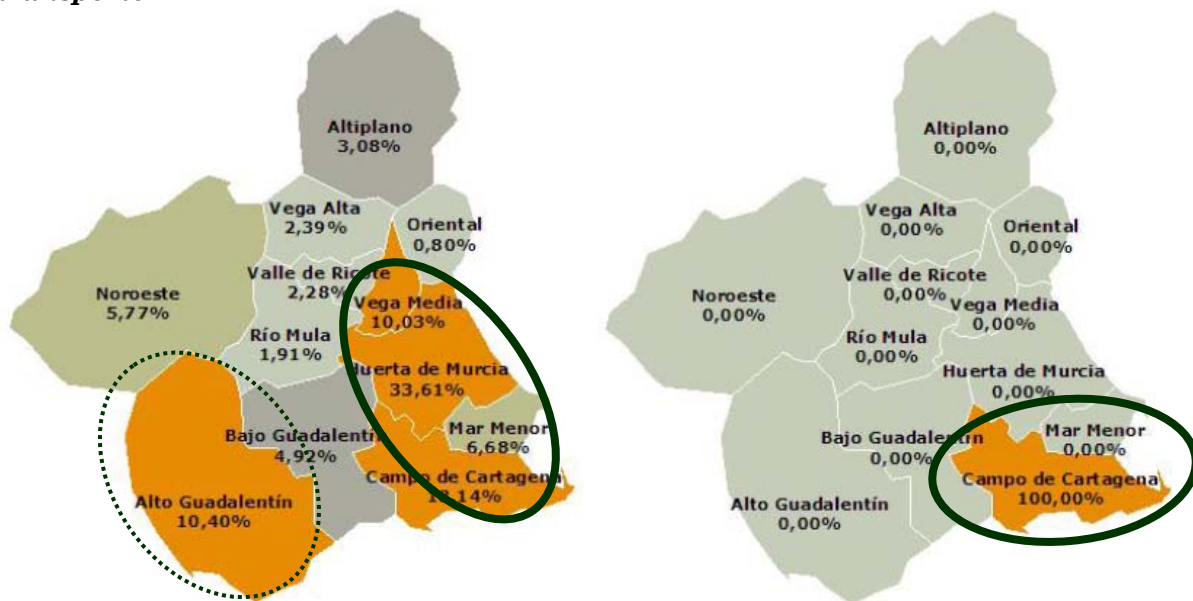 Altiplano
3,08%
Vega Alta
2,39%
Oriental
0,80%
Valle de Ricote
2,28%
Noroeste
5,77%
Vega Media
10,03%
Río Mula
1,91%
Huerta de Murcia
33,61%
Mar Menor
6,68%
Bajo Guadalentín
4,92%
Campo de Cartagena
18,14%
Alto Guadalentín
10,40%
Altiplano
0,00%
Vega Alta
0,00%
Oriental
0,00%
Valle de Ricote
0,00%
Noroeste
0,00%
Vega Media
0,00%
Río Mula
0,00%
Huerta de Murcia
0,00%
Mar Menor
0,00%
Bajo Guadalentín
0,00%
Campo de Cartagena
100,00%
Alto Guadalentín
0,00%